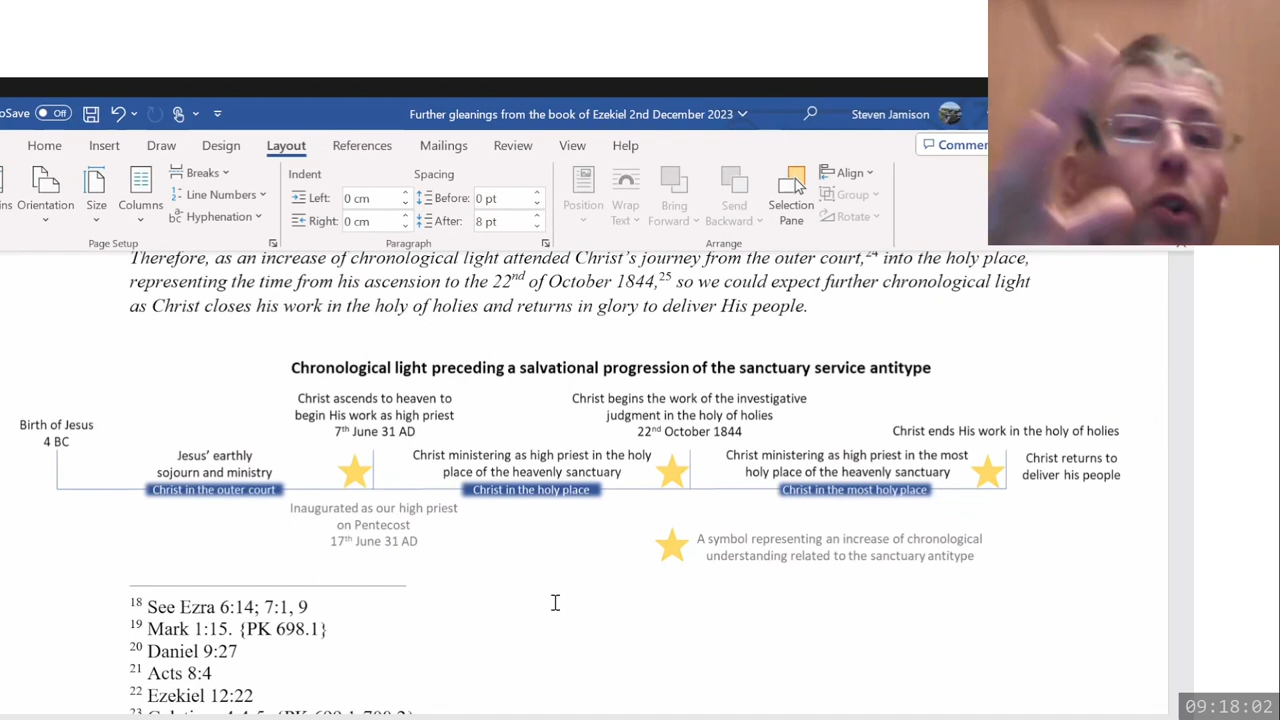 oSave Off Further gleanings from the book of Ezekiel 2nd December 2023 Steven Jamison
Home Insert Draw Design Layout References Mailings Review View Help Commen
ns Orientation Size Columns
Breaks
Line Numbers
Hyphenation
Page Setup
Indent Spacing
Left: 0 cm Before: 0 pt
Right: 0 cm After: 8 pt
Paragraph
Position Wrap Text Bring Forward Send Backward Selection Pane
Align
Group
Rotate
Arrange
Therefore, as an increase of chronological light attended Christ's journey from the outer court,24 into the holy place,
representing the time from his ascension to the 22nd of October 1844,25 so we could expect further chronological light
as Christ closes his work in the holy of holies and returns in glory to deliver His people.
Chronological light preceding a salvational progression of the sanctuary service antitype
Birth of Jesus
4 BC
Christ ascends to heaven to
begin His work as high priest
7th June 31 AD
Christ begins the work of the investigative
judgment in the holy of holies
22nd October 1844
Christ ends His work in the holy of holies
Jesus' earthly
sojourn and ministry
Christ in the outer court
Christ ministering as high priest in the holy
place of the heavenly sanctuary
Christ in the holy place
Christ ministering as high priest in the most
holy place of the heavenly sanctuary
Christ in the most holy place
Christ returns to
deliver his people
Inaugurated as our high priest
on Pentecost
17th June 31 AD
A symbol representing an increase of chronological
understanding related to the sanctuary antitype
18 See Ezra 6:14; 7:1, 9
19 Mark 1:15. {PK 698.1}
20 Daniel 9:27
21 Acts 8:4
22 Ezekiel 12:22
09:18:02